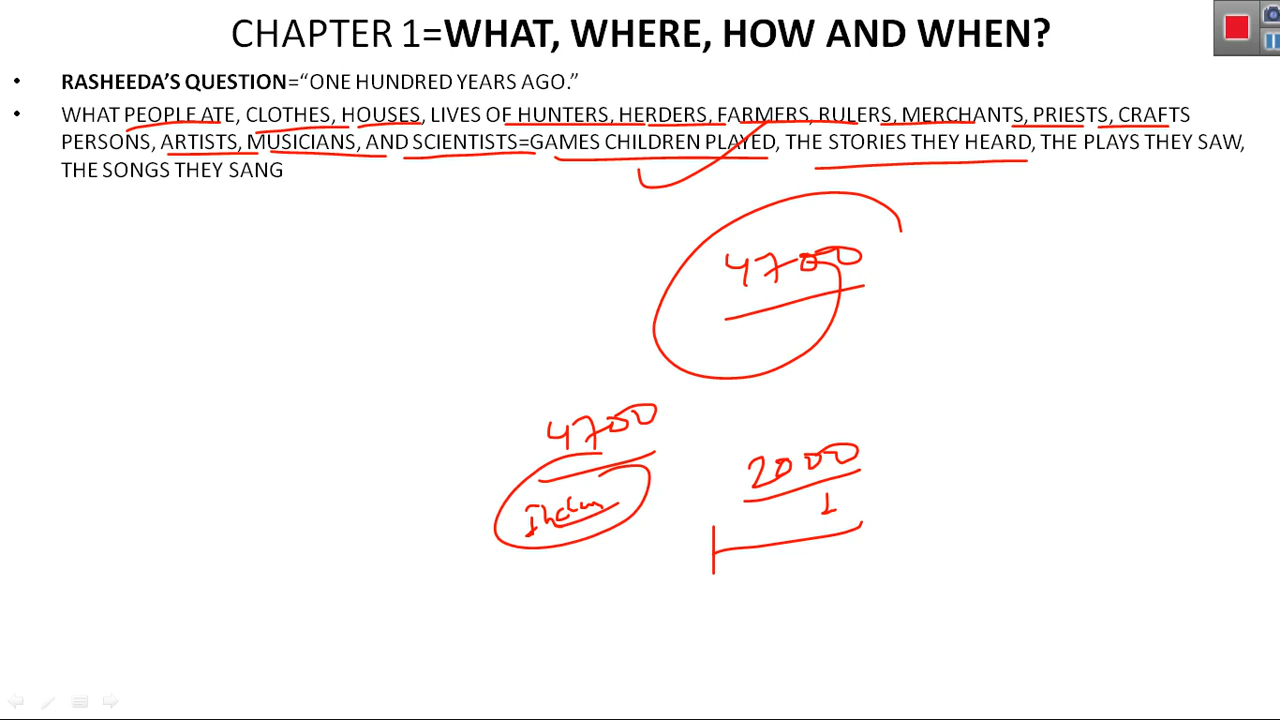 CHAPTER 1=WHAT, WHERE, HOW AND WHEN?
• RASHEEDA’S QUESTION=“ONE HUNDRED YEARS AGO.”
• WHAT PEOPLE ATE, CLOTHES, HOUSES, LIVES OF HUNTERS, HERDERS, FARMERS, RULERS, MERCHANTS, PRIESTS, CRAFTS
PERSONS, ARTISTS, MUSICIANS, AND SCIENTISTS=GAMES CHILDREN PLAYED, THE STORIES THEY HEARD, THE PLAYS THEY SAW,
THE SONGS THEY SANG
4700
4700
2000
1